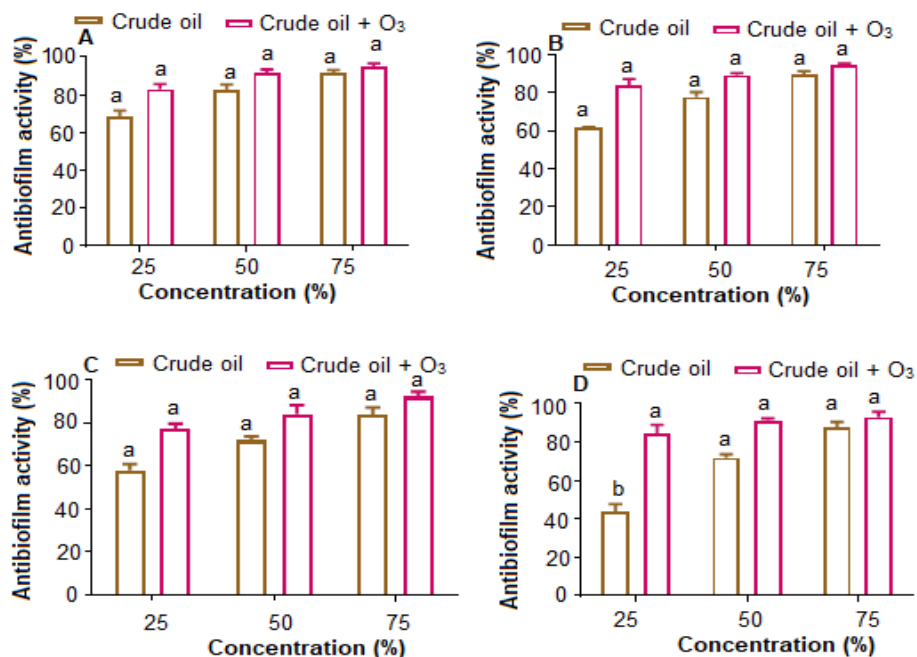 Crude oil Crude oil + O₃
A
Antibiofilm activity (%)
100
80
60
40
20
0
a a a a a a
25 50 75
Concentration (%)
Crude oil Crude oil + O₃
B
Antibiofilm activity (%)
100
80
60
40
20
0
a a a a a a
25 50 75
Concentration (%)
Crude oil Crude oil + O₃
C
Antibiofilm activity (%)
100
80
60
40
20
0
a a a a a a
25 50 75
Concentration (%)
Crude oil Crude oil + O₃
D
Antibiofilm activity (%)
100
80
60
40
20
0
b a a a a a
25 50 75
Concentration (%)